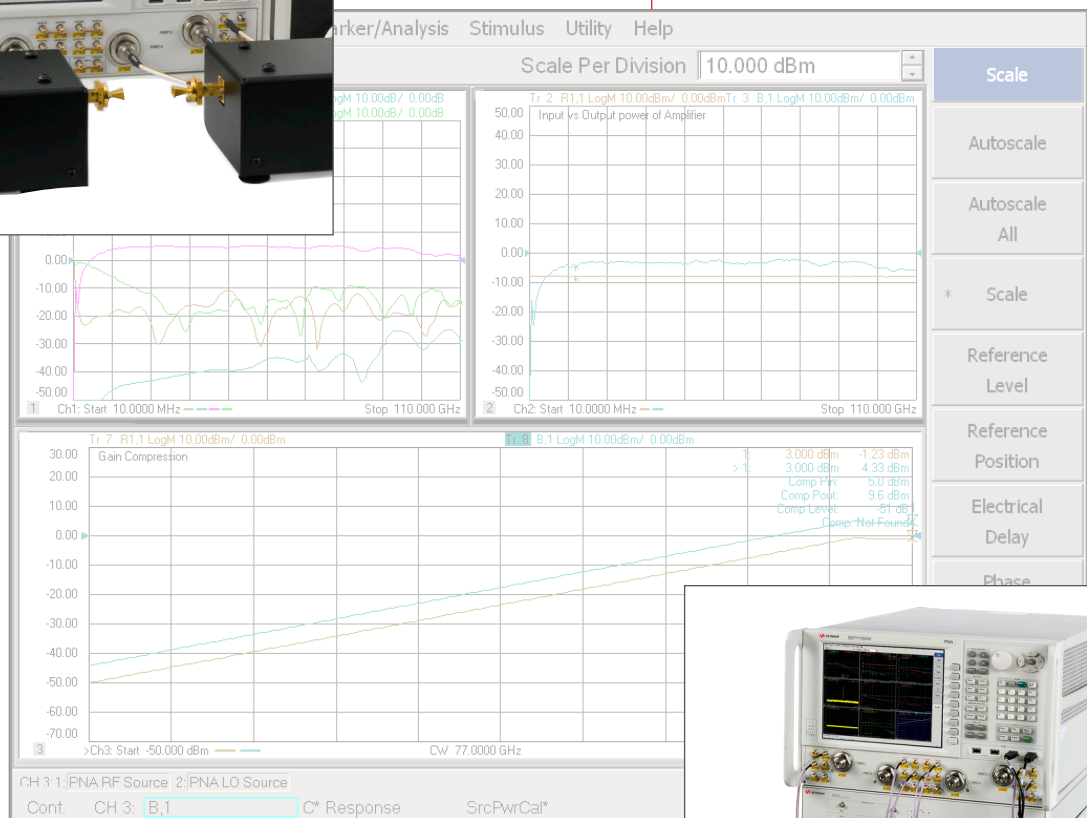 rker/Analysis Stimulus Utility Help
Scale Per Division 10.000 dBm
Scale
Autoscale
Autoscale
All
* Scale
Reference
Level
Reference
Position
Electrical
Delay
Phase
gM 10.00dB/ 0.00dB
gM 10.00dB/ 0.00dB
0.00
-10.00
-20.00
-30.00
-40.00
-50.00
1 Ch1: Start 10.0000 MHz Stop 110.000 GHz
Tr 2 R1,1 LogM 10.00dBm/ 0.00dBm Tr 3 B,1 LogM 10.00dBm/ 0.00dBm
Input vs Output power of Amplifier
50.00
40.00
30.00
20.00
10.00
0.00
-10.00
-20.00
-30.00
-40.00
-50.00
2 Ch2: Start 10.0000 MHz Stop 110.000 GHz
Tr 7 R1,1 LogM 10.00dBm/ 0.00dBm Tr 8 B,1 LogM 10.00dBm/ 0.00dBm
Gain Compression
30.00
20.00
10.00
0.00
-10.00
-20.00
-30.00
-40.00
-50.00
-60.00
-70.00
1: 3.000 dBm -1.23 dBm
> 1: 3.000 dBm 4.33 dBm
Comp Pin: 5.0 dBm
Comp Pout: 9.6 dBm
Comp Level: -51 dB
Comp: Not Found
3 >Ch3: Start -50.000 dBm CW 77.0000 GHz
CH 3: 1: PNA RF Source 2: PNA LO Source
Cont. CH 3: B,1 C* Response SrcPwrCal*
KEYSIGHT
PNA